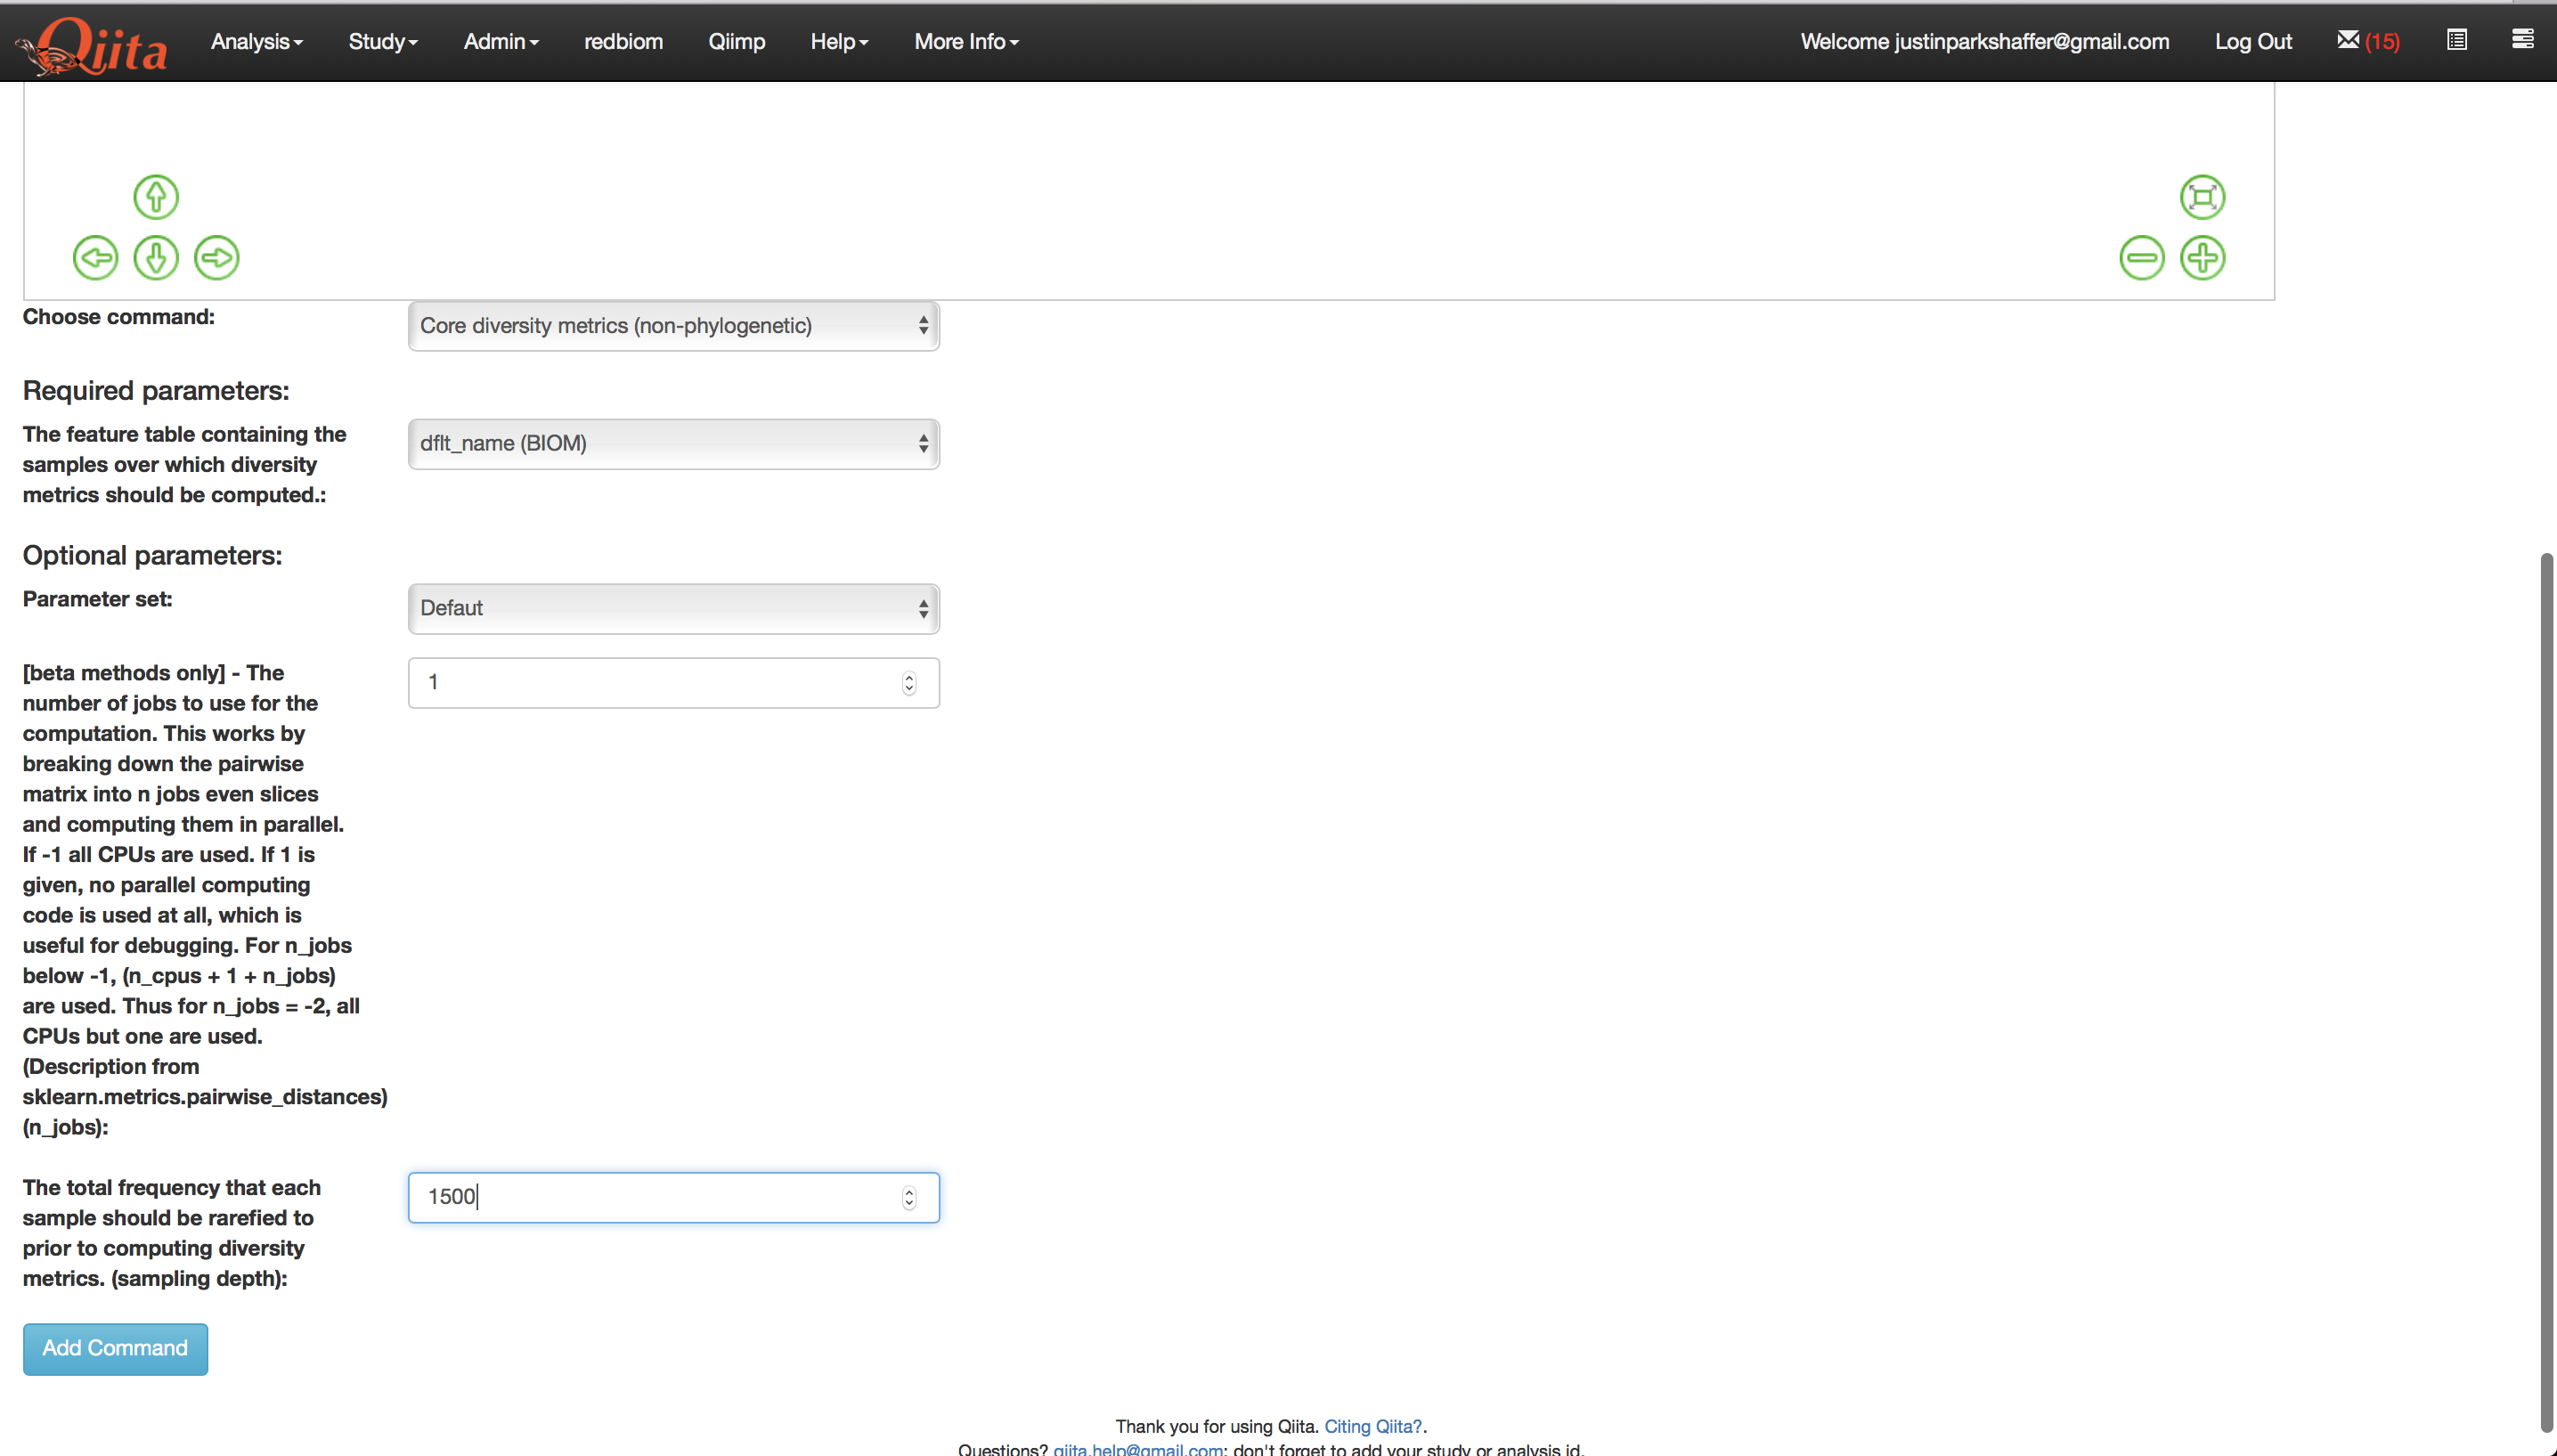 Qiita Analysis Study Admin redbiom Qiimp Help More Info Welcome justinparkshaffer@gmail.com Log Out (15)
Choose command:
Core diversity metrics (non-phylogenetic)
Required parameters:
The feature table containing the
samples over which diversity
metrics should be computed.:
dflt_name (BIOM)
Optional parameters:
Parameter set:
Defaut
[beta methods only] - The
number of jobs to use for the
computation. This works by
breaking down the pairwise
matrix into n jobs even slices
and computing them in parallel.
If -1 all CPUs are used. If 1 is
given, no parallel computing
code is used at all, which is
useful for debugging. For n_jobs
below -1, (n_cpus + 1 + n_jobs)
are used. Thus for n_jobs = -2, all
CPUs but one are used.
(Description from
sklearn.metrics.pairwise_distances)
(n_jobs):
1
The total frequency that each
sample should be rarefied to
prior to computing diversity
metrics. (sampling depth):
1500
Add Command
Thank you for using Qiita. Citing Qiita?.
Questions? qiita.help@gmail.com; don't forget to add your study or analysis id.